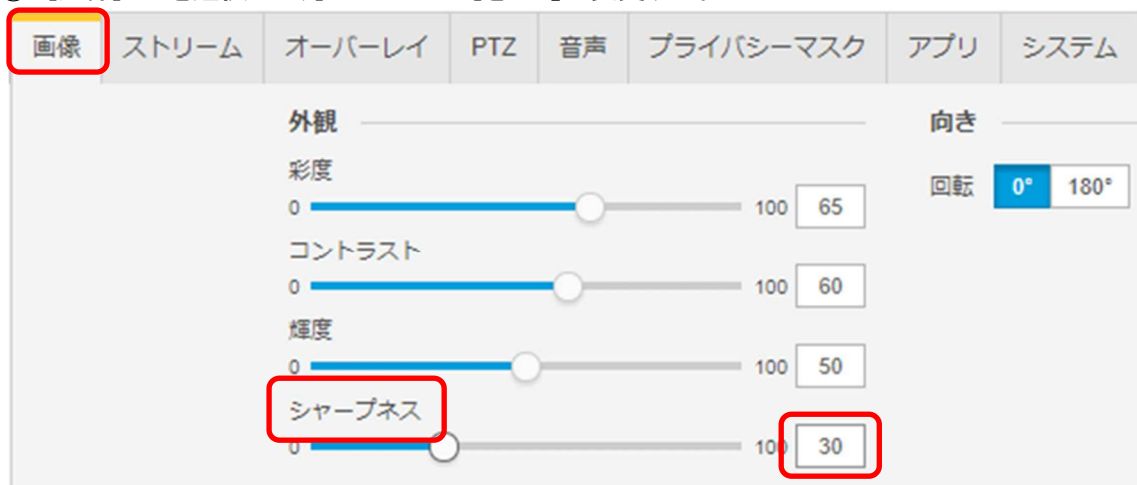 画像 ストリーム オーバーレイ PTZ 音声 プライバシーマスク アプリ システム
外観
彩度
0 100 65
コントラスト
0 100 60
輝度
0 100 50
シャープネス
0 100 30
向き
回転 0° 180°